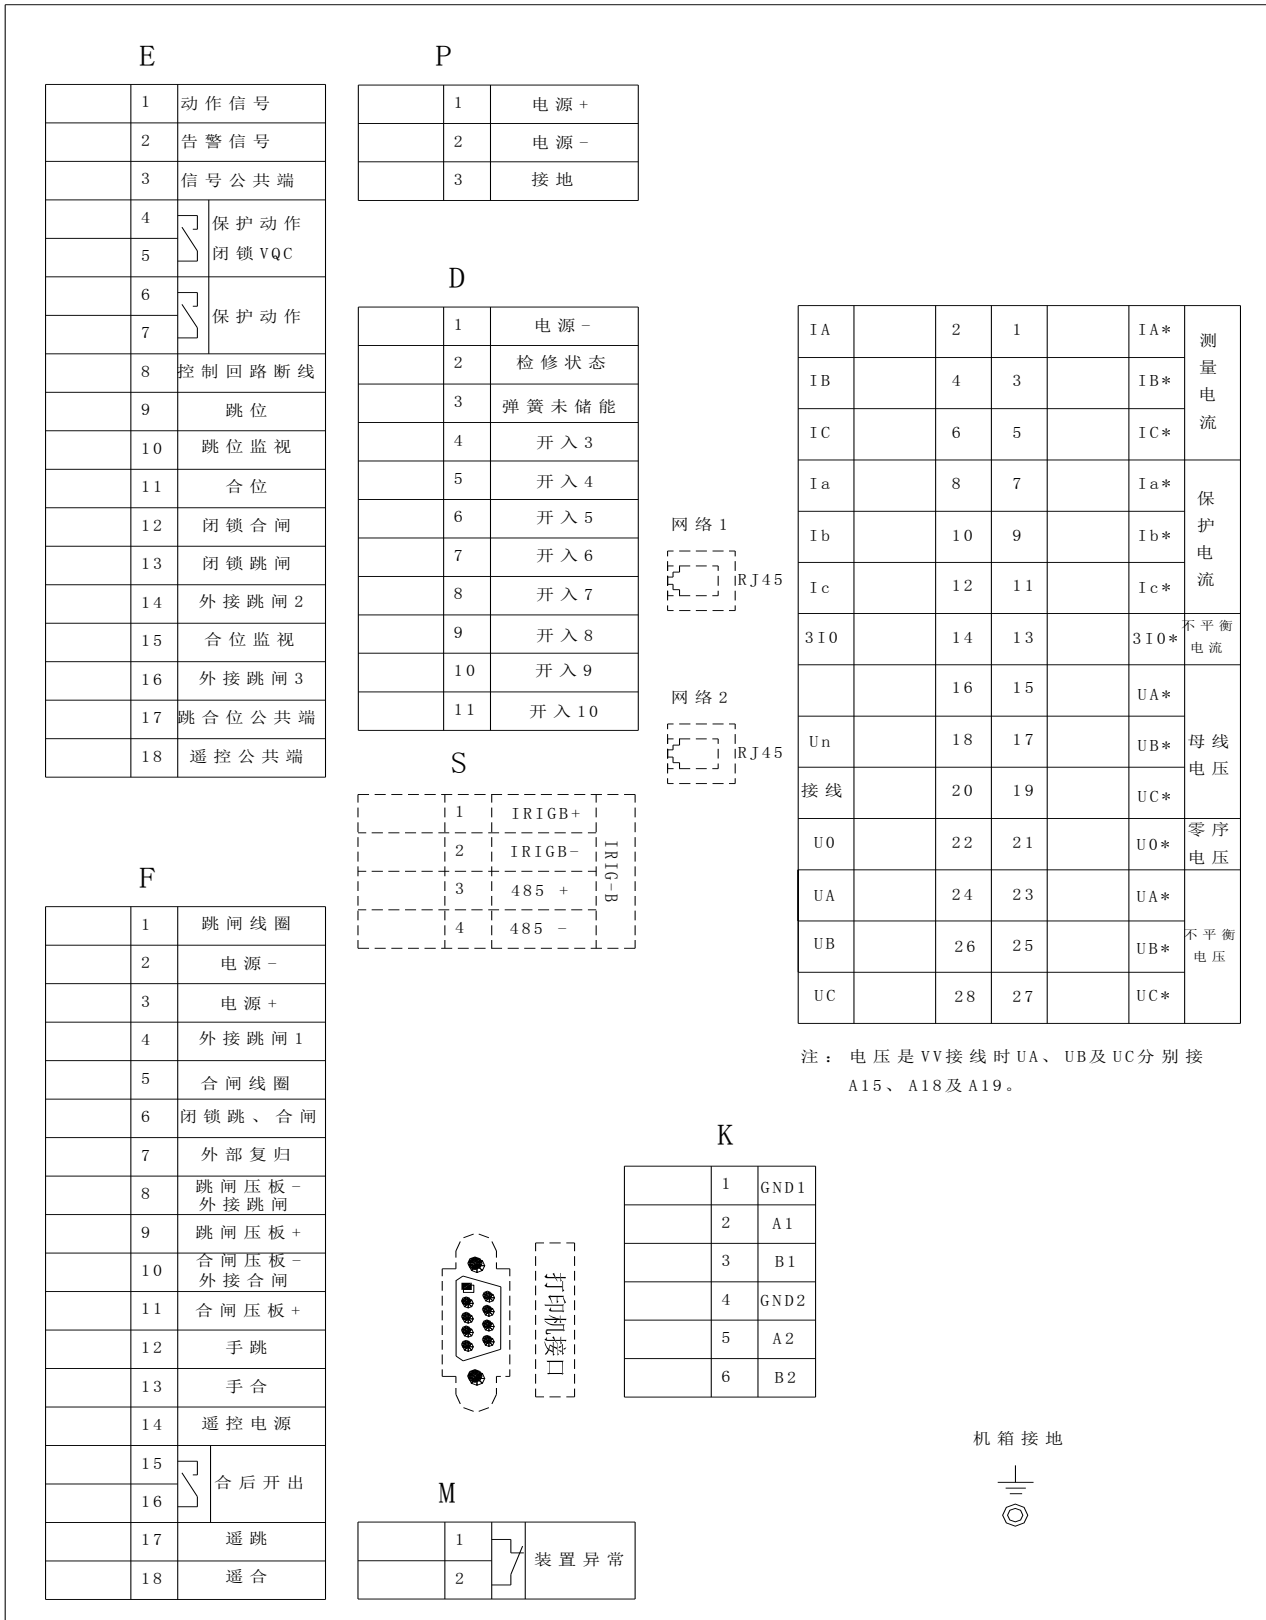 E
1 动作信号
2 告警信号
3 信号公共端
4 保护动作
5 闭锁VQC
6
7 保护动作
8 控制回路断线
9 跳位
10 跳位监视
11 合位
12 闭锁合闸
13 闭锁跳闸
14 外接跳闸2
15 合位监视
16 外接跳闸3
17 跳合位公共端
18 遥控公共端
F
1 跳闸线圈
2 电源-
3 电源+
4 外接跳闸1
5 合闸线圈
6 闭锁跳、合闸
7 外部复归
8 跳闸压板-
外接跳闸
9 跳闸压板+
10 合闸压板-
外接合闸
11 合闸压板+
12 手跳
13 手合
14 遥控电源
15
16 合后开出
17 遥跳
18 遥合
P
1 电源+
2 电源-
3 接地
D
1 电源-
2 检修状态
3 弹簧未储能
4 开入3
5 开入4
6 开入5
7 开入6
8 开入7
9 开入8
10 开入9
11 开入10
S
1 IRIGB+
2 IRIGB-
3 485 +
4 485 -
IRIG-B
网络1
RJ45
网络2
RJ45
IA 2 1 IA*
IB 4 3 IB*
IC 6 5 IC*
测量电流
Ia 8 7 Ia*
Ib 10 9 Ib*
Ic 12 11 Ic*
保护电流
3I0 14 13 3I0*
不平衡
电流
16 15 UA*
Un 18 17 UB*
接线 20 19 UC*
母线
电压
U0 22 21 U0*
零序
电压
UA 24 23 UA*
UB 26 25 UB*
UC 28 27 UC*
不平衡
电压
注：电压是VV接线时UA、UB及UC分别接
A15、A18及A19。
K
1 GND1
2 A1
3 B1
4 GND2
5 A2
6 B2
打印机接口
M
1
2
装置异常
机箱接地